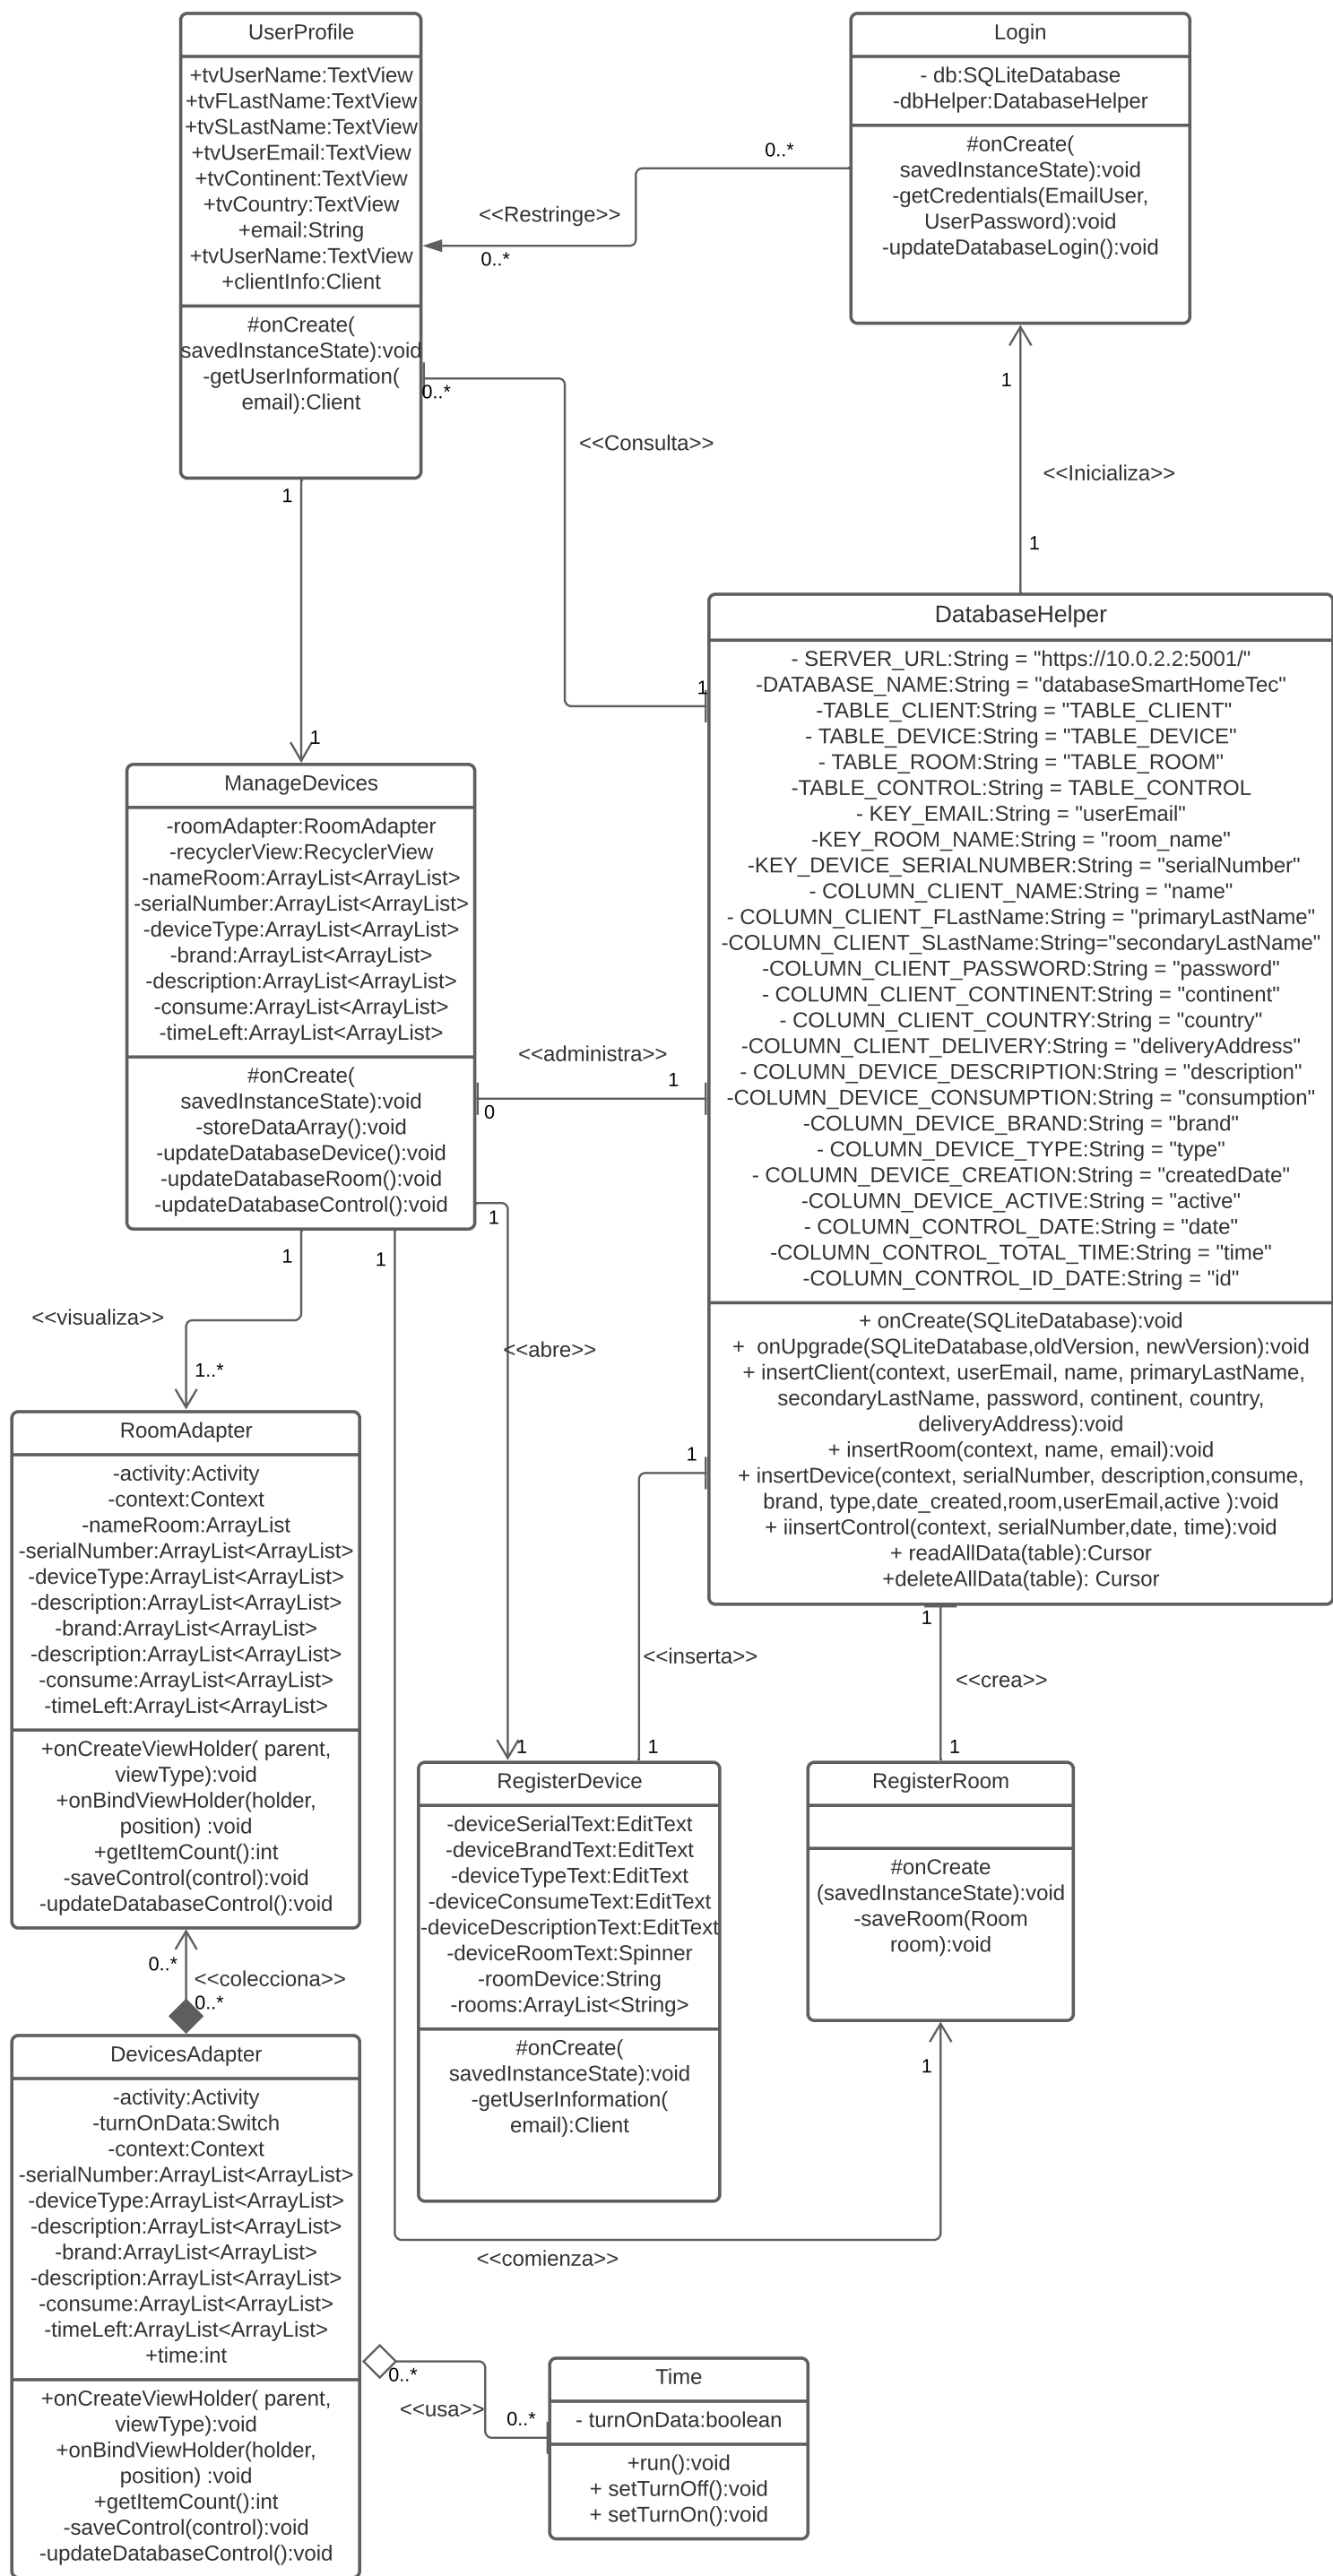 UserProfile
+tvUserName:TextView
+tvFLastName:TextView
+tvSLastName:TextView
+tvUserEmail:TextView
+tvContinent:TextView
+tvCountry:TextView
+email:String
+tvUserName:TextView
+clientInfo:Client
#onCreate(
savedInstanceState):void
-getUserInformation(
email):Client
Login
- db:SQLiteDatabase
-dbHelper:DatabaseHelper
#onCreate(
savedInstanceState):void
-getCredentials(EmailUser,
UserPassword):void
-updateDatabaseLogin():void
0..*
<<Restringe>>
0..*
0..*
<<Consulta>>
1
1
<<Inicializa>>
1
1
1
DatabaseHelper
- SERVER_URL:String = "https://10.0.2.2:5001/"
-DATABASE_NAME:String = "databaseSmartHomeTec"
-TABLE_CLIENT:String = "TABLE_CLIENT"
- TABLE_DEVICE:String = "TABLE_DEVICE"
- TABLE_ROOM:String = "TABLE_ROOM"
-TABLE_CONTROL:String = TABLE_CONTROL
- KEY_EMAIL:String = "userEmail"
-KEY_ROOM_NAME:String = "room_name"
-KEY_DEVICE_SERIALNUMBER:String = "serialNumber"
- COLUMN_CLIENT_NAME:String = "name"
- COLUMN_CLIENT_FLastName:String = "primaryLastName"
-COLUMN_CLIENT_SLastName:String="secondaryLastName"
-COLUMN_CLIENT_PASSWORD:String = "password"
- COLUMN_CLIENT_CONTINENT:String = "continent"
- COLUMN_CLIENT_COUNTRY:String = "country"
-COLUMN_CLIENT_DELIVERY:String = "deliveryAddress"
- COLUMN_DEVICE_DESCRIPTION:String = "description"
-COLUMN_DEVICE_CONSUMPTION:String = "consumption"
-COLUMN_DEVICE_BRAND:String = "brand"
- COLUMN_DEVICE_TYPE:String = "type"
- COLUMN_DEVICE_CREATION:String = "createdDate"
-COLUMN_DEVICE_ACTIVE:String = "active"
- COLUMN_CONTROL_DATE:String = "date"
-COLUMN_CONTROL_TOTAL_TIME:String = "time"
-COLUMN_CONTROL_ID_DATE:String = "id"
+ onCreate(SQLiteDatabase):void
+  onUpgrade(SQLiteDatabase,oldVersion, newVersion):void
+ insertClient(context, userEmail, name, primaryLastName,
secondaryLastName, password, continent, country,
deliveryAddress):void
+ insertRoom(context, name, email):void
+ insertDevice(context, serialNumber, description,consume,
brand, type,date_created,room,userEmail,active ):void
+ iinsertControl(context, serialNumber,date, time):void
+ readAllData(table):Cursor
+deleteAllData(table): Cursor
ManageDevices
-roomAdapter:RoomAdapter
-recyclerView:RecyclerView
-nameRoom:ArrayList<ArrayList>
-serialNumber:ArrayList<ArrayList>
-deviceType:ArrayList<ArrayList>
-brand:ArrayList<ArrayList>
-description:ArrayList<ArrayList>
-consume:ArrayList<ArrayList>
-timeLeft:ArrayList<ArrayList>
#onCreate(
savedInstanceState):void
-storeDataArray():void
-updateDatabaseDevice():void
-updateDatabaseRoom():void
-updateDatabaseControl():void
<<administra>>
1
0
1
1
1
<<visualiza>>
1..*
<<abre>>
1
RoomAdapter
-activity:Activity
-context:Context
-nameRoom:ArrayList
-serialNumber:ArrayList<ArrayList>
-deviceType:ArrayList<ArrayList>
-description:ArrayList<ArrayList>
-brand:ArrayList<ArrayList>
-description:ArrayList<ArrayList>
-consume:ArrayList<ArrayList>
-timeLeft:ArrayList<ArrayList>
+onCreateViewHolder( parent,
viewType):void
+onBindViewHolder(holder,
position) :void
+getItemCount():int
-saveControl(control):void
-updateDatabaseControl():void
1
<<inserta>>
1
1
<<crea>>
1
RegisterDevice
-deviceSerialText:EditText
-deviceBrandText:EditText
-deviceTypeText:EditText
-deviceConsumeText:EditText
-deviceDescriptionText:EditText
-deviceRoomText:Spinner
-roomDevice:String
-rooms:ArrayList<String>
#onCreate(
savedInstanceState):void
-getUserInformation(
email):Client
RegisterRoom
#onCreate
(savedInstanceState):void
-saveRoom(Room
room):void
0..*
<<colecciona>>
0..*
1
<<comienza>>
DevicesAdapter
-activity:Activity
-turnOnData:Switch
-context:Context
-serialNumber:ArrayList<ArrayList>
-deviceType:ArrayList<ArrayList>
-description:ArrayList<ArrayList>
-brand:ArrayList<ArrayList>
-description:ArrayList<ArrayList>
-consume:ArrayList<ArrayList>
-timeLeft:ArrayList<ArrayList>
+time:int
+onCreateViewHolder( parent,
viewType):void
+onBindViewHolder(holder,
position) :void
+getItemCount():int
-saveControl(control):void
-updateDatabaseControl():void
0..*
<<usa>>
0..*
Time
- turnOnData:boolean
+run():void
+ setTurnOff():void
+ setTurnOn():void